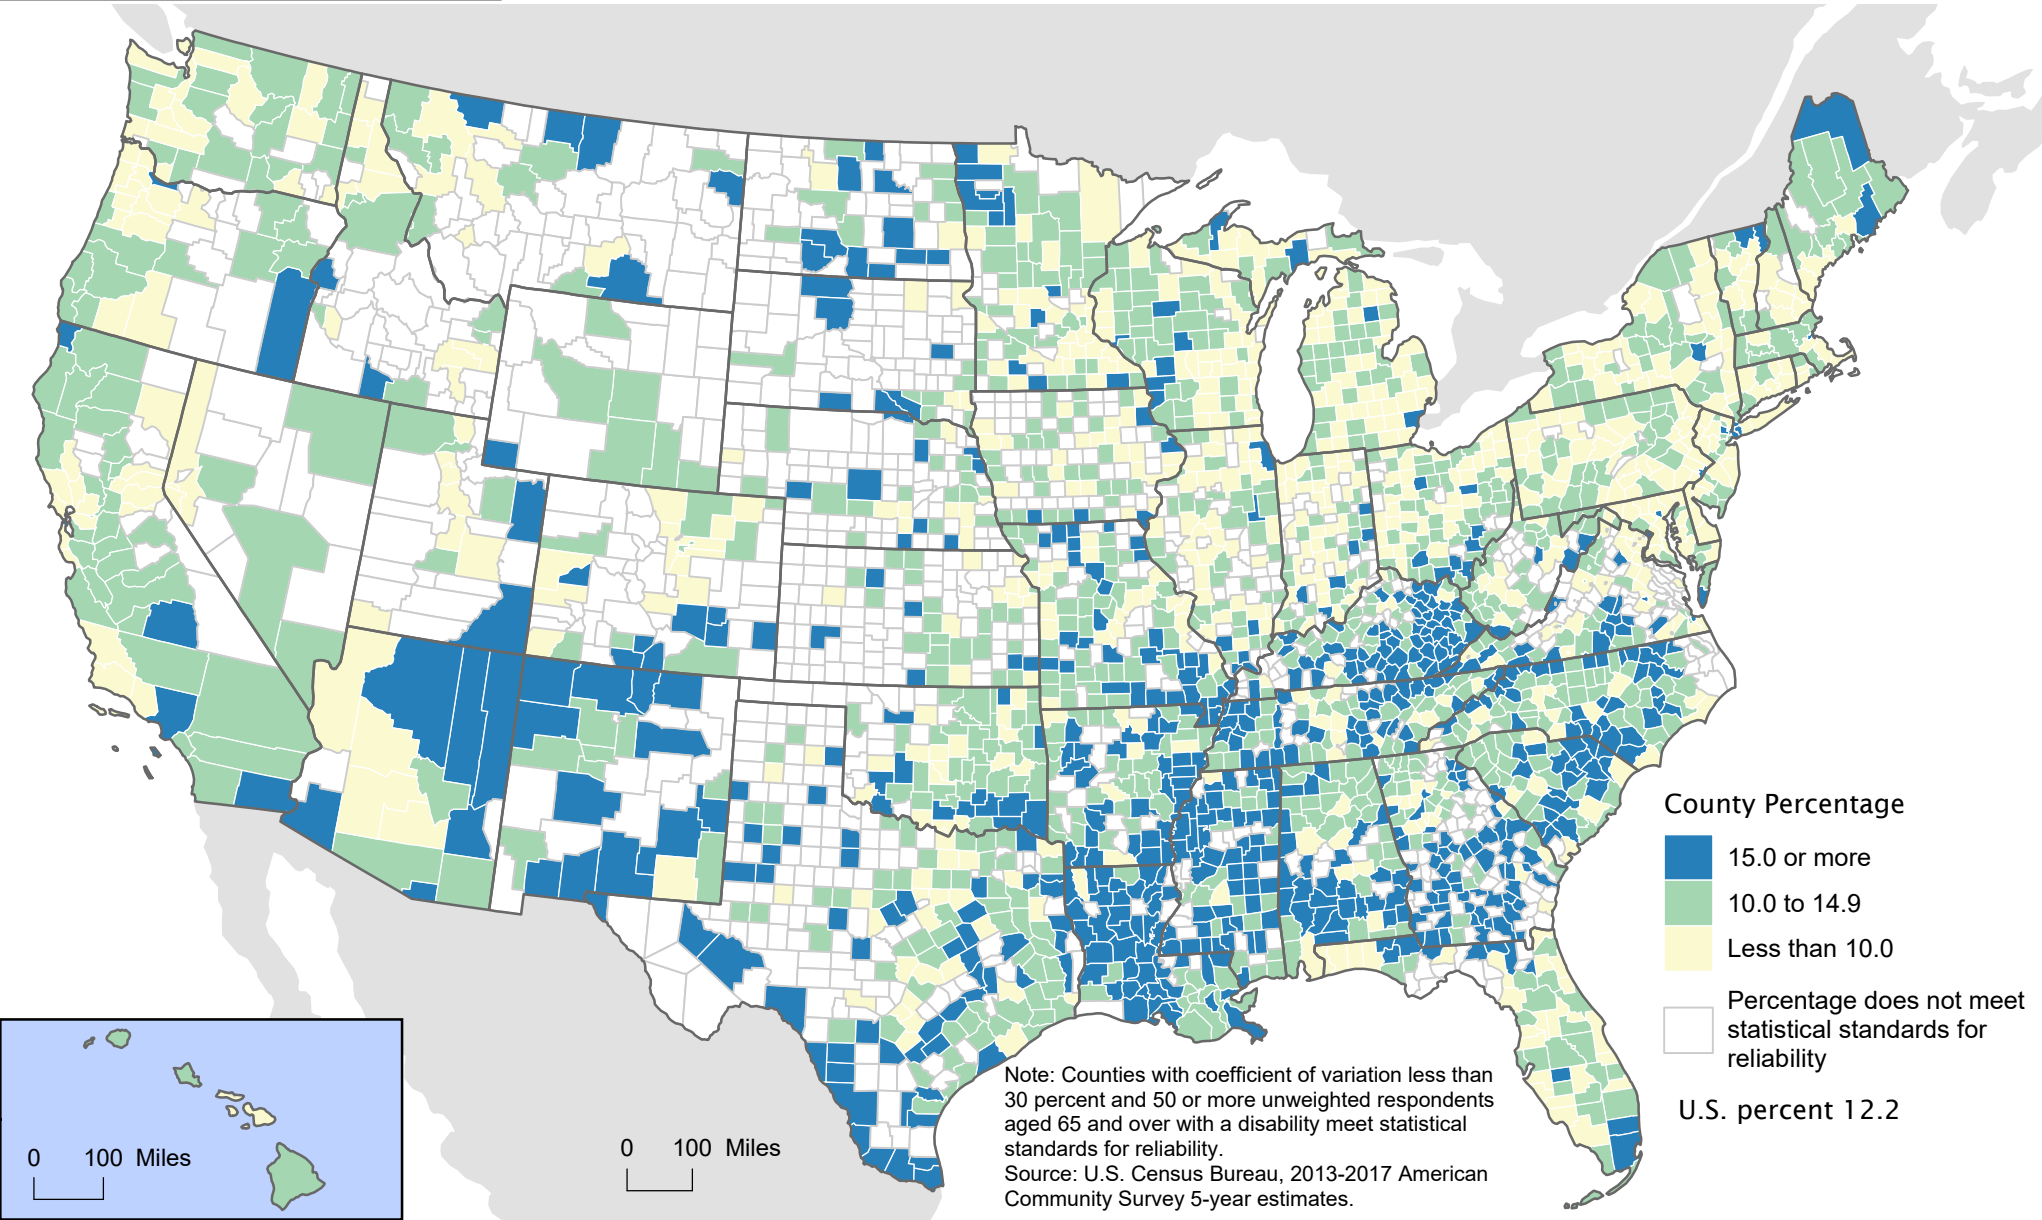 County Percentage
15.0 or more
10.0 to 14.9
Less than 10.0
Percentage does not meet
statistical standards for
reliability
U.S. percent 12.2
Note: Counties with coefficient of variation less than
30 percent and 50 or more unweighted respondents
aged 65 and over with a disability meet statistical
standards for reliability.
Source: U.S. Census Bureau, 2013-2017 American
Community Survey 5-year estimates.
0 100 Miles
0 100 Miles